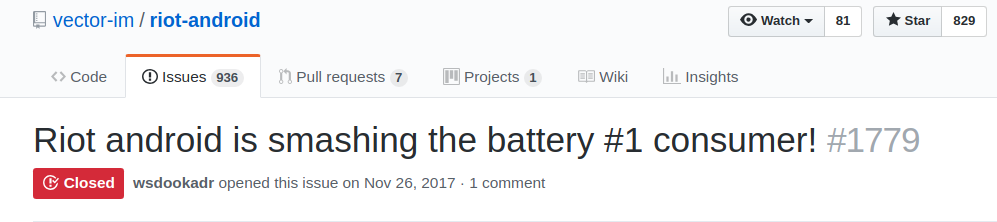 vector-im / riot-android Watch 81 Star 829
Code Issues 936 Pull requests 7 Projects 1 Wiki Insights
Riot android is smashing the battery #1 consumer! #1779
Closed wsdookadr opened this issue on Nov 26, 2017 · 1 comment